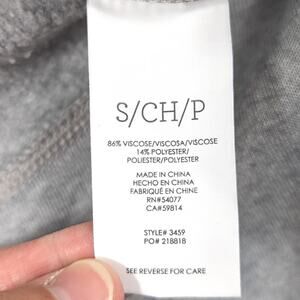 S/CH/P
86% VISCOSE/VISCOSA/VISCOSE
14% POLYESTER/
POLIESTER/POLYESTER
MADE IN CHINA
HECHO EN CHINA
FABRIQUÉ EN CHINE
RN#54077
CA#59814
STYLE# 3459
PO# 218818
SEE REVERSE FOR CARE